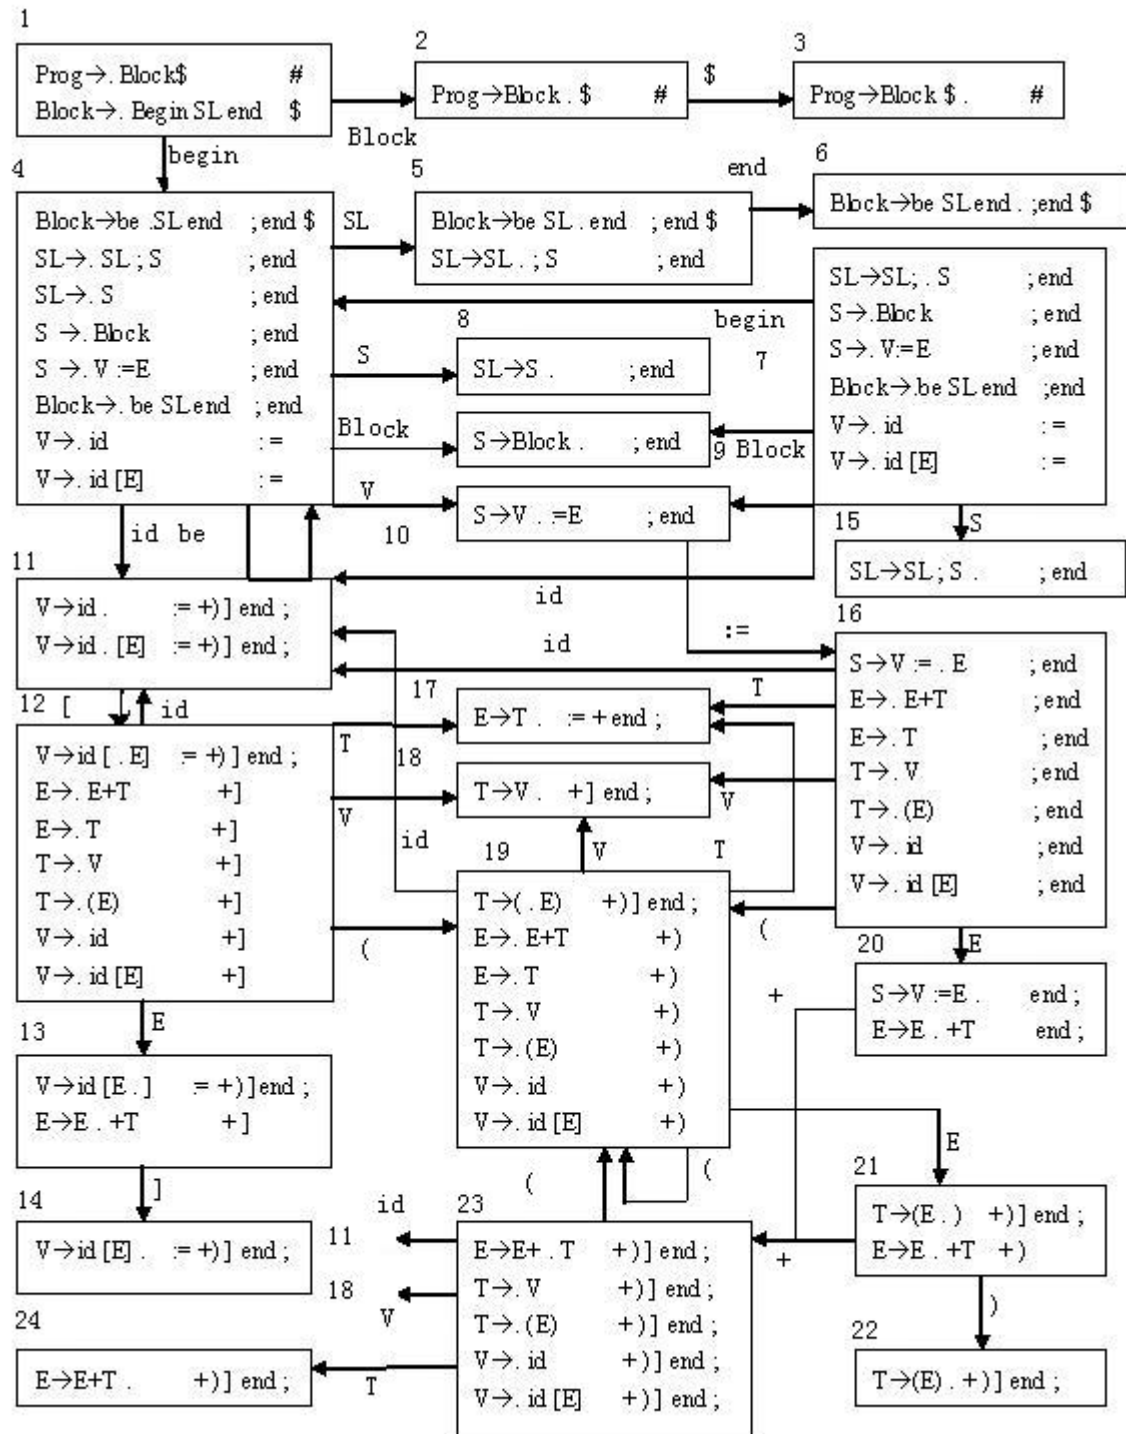 1
Prog→.Block$ #
Block→.Begin SL end $
Block
begin
2
Prog→Block.$ #
$
3
Prog→Block$. #
4
Block→be .SL end ;end $
SL→.SL;S ;end
SL→.S ;end
S →.Block ;end
S →.V:=E ;end
Block→.be SL end ;end
V→.id :=
V→.id[E] :=
SL
S
Block
V
id be
5
Block→be SL.end ;end $
SL→SL.;S ;end
end
6
Block→be SL end. ;end $
SL→SL;.S ;end
S→.Block ;end
S→.V:=E ;end
Block→.be SL end ;end
V→.id :=
V→.id[E] :=
begin
7
8
SL→S. ;end
S→Block. ;end
9 Block
10
S→V.:=E ;end
S
15
SL→SL;S. ;end
11
V→id. :=+)]end;
V→id.[E] :=+)]end;
id
id
:=
16
S→V:=.E ;end
E→.E+T ;end
E→.T ;end
T→.V ;end
T→.(E) ;end
V→.id ;end
V→.id[E] ;end
12 [ id
V→id[.E] :=+)]end;
E→.E+T +]
E→.T +]
T→.V +]
T→.(E) +]
V→.id +]
V→.id[E] +]
17
E→T. :=+end;
T
T
18
T→V. +]end;
V
V
id
19
V
T
T→(.E) +)]end;
E→.E+T +)
E→.T +)
T→.V +)
T→.(E) +)
V→.id +)
V→.id[E] +)
(
(
E
20
S→V:=E. end;
E→E.+T end;
+
E
13
V→id[E.] :=+)]end;
E→E.+T +]
]
14
V→id[E]. :=+)]end;
(
(
E
21
T→(E.) +)]end;
E→E.+T +)
+
)
22
T→(E).+)]end;
23
E→E+.T +)]end;
T→.V +)]end;
T→.(E) +)]end;
V→.id +)]end;
V→.id[E] +)]end;
id
11
18
V
T
24
E→E+T. +)]end;